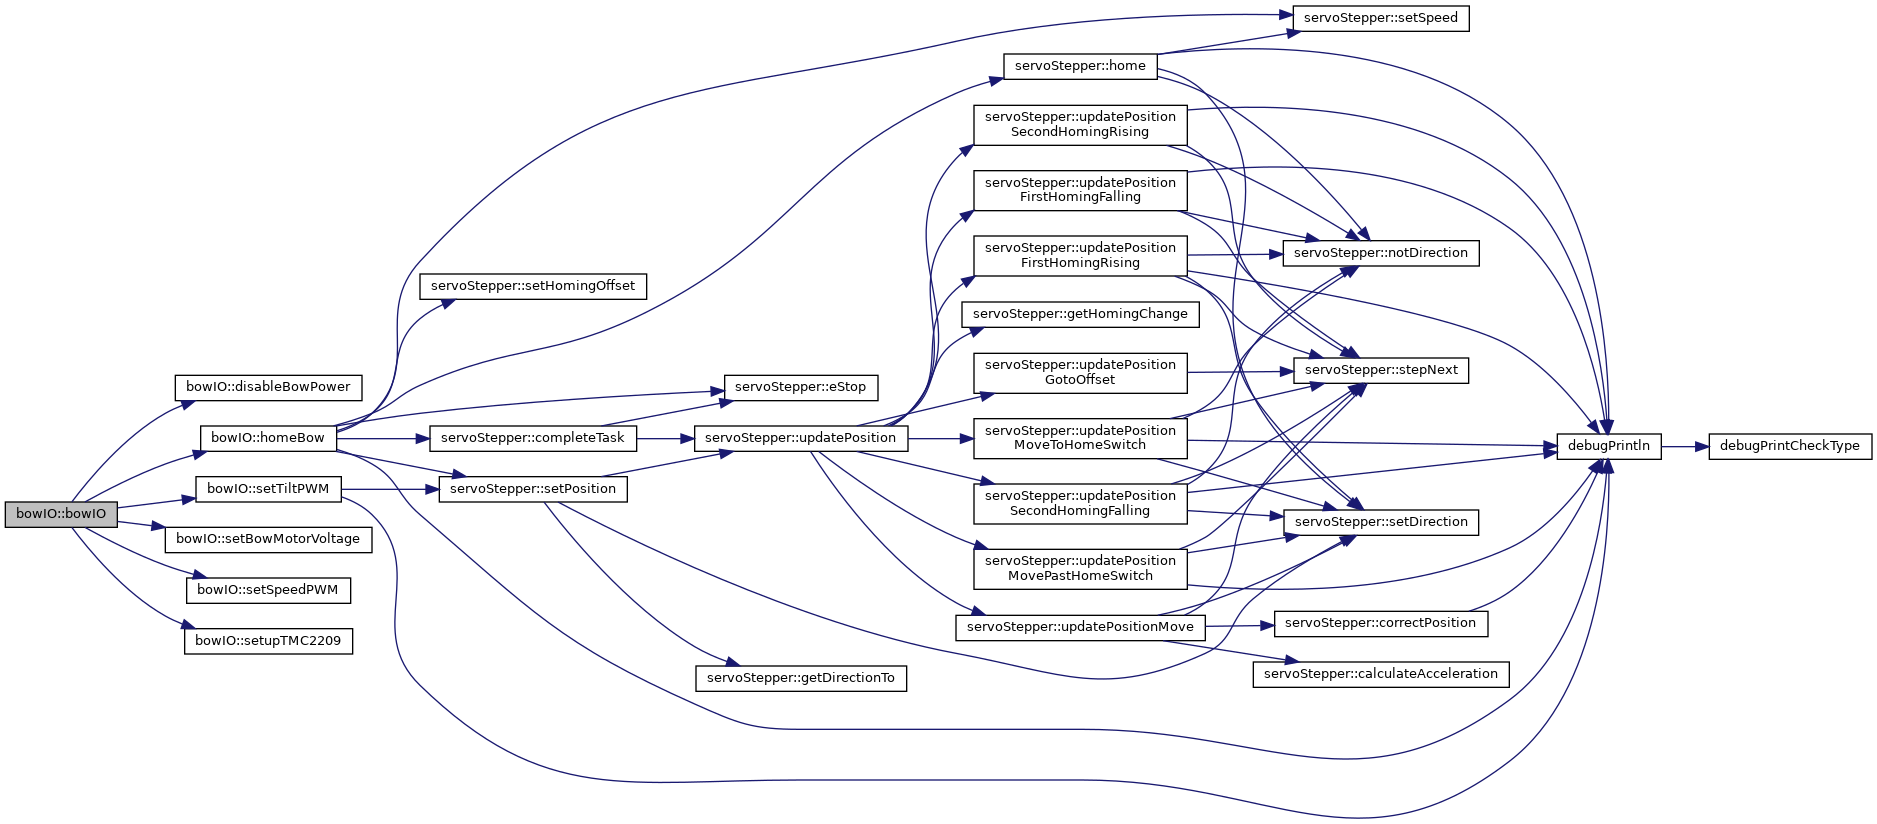 bowIO::bowIO
bowIO::disableBowPower
bowIO::homeBow
bowIO::setTiltPWM
bowIO::setBowMotorVoltage
bowIO::setSpeedPWM
bowIO::setupTMC2209
servoStepper::setHomingOffset
servoStepper::completeTask
servoStepper::setPosition
servoStepper::eStop
servoStepper::updatePosition
servoStepper::getDirectionTo
servoStepper::home
servoStepper::updatePosition
SecondHomingRising
servoStepper::updatePosition
FirstHomingFalling
servoStepper::updatePosition
FirstHomingRising
servoStepper::getHomingChange
servoStepper::updatePosition
GotoOffset
servoStepper::updatePosition
MoveToHomeSwitch
servoStepper::updatePosition
SecondHomingFalling
servoStepper::updatePosition
MovePastHomeSwitch
servoStepper::updatePositionMove
servoStepper::setSpeed
servoStepper::notDirection
servoStepper::stepNext
servoStepper::setDirection
servoStepper::correctPosition
servoStepper::calculateAcceleration
debugPrintln
debugPrintCheckType